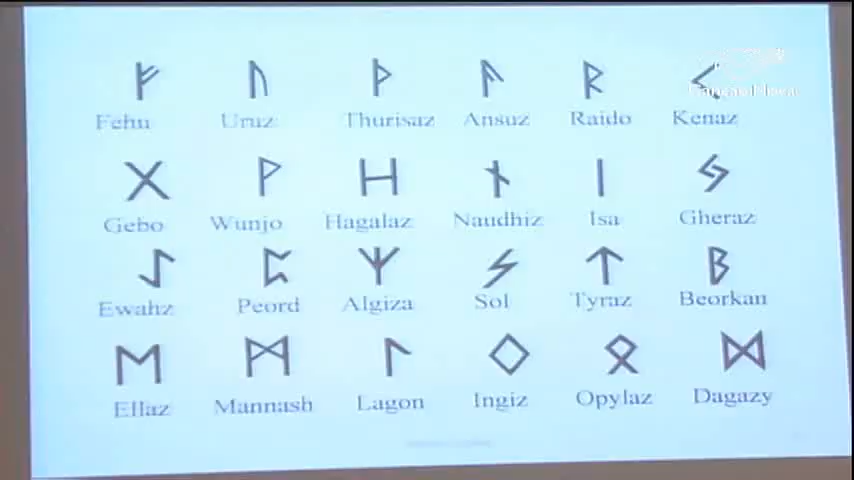 ᚠ ᚢ ᚦ ᚨ ᚱ ᚲ
Fehu Uruz Thurisaz Ansuz Raido Kenaz
ᚷ ᚹ ᚺ ᚾ ᛁ ᛃ
Gebo Wunjo Hagalaz Naudhiz Isa Gheraz
ᛇ ᛈ ᛉ ᛋ ᛏ ᛒ
Ewahz Peord Algiza Sol Tyraz Beorkan
ᛖ ᛗ ᛚ ᛜ ᛟ ᛞ
Ellaz Mannash Lagon Ingiz Opylaz Dagazy